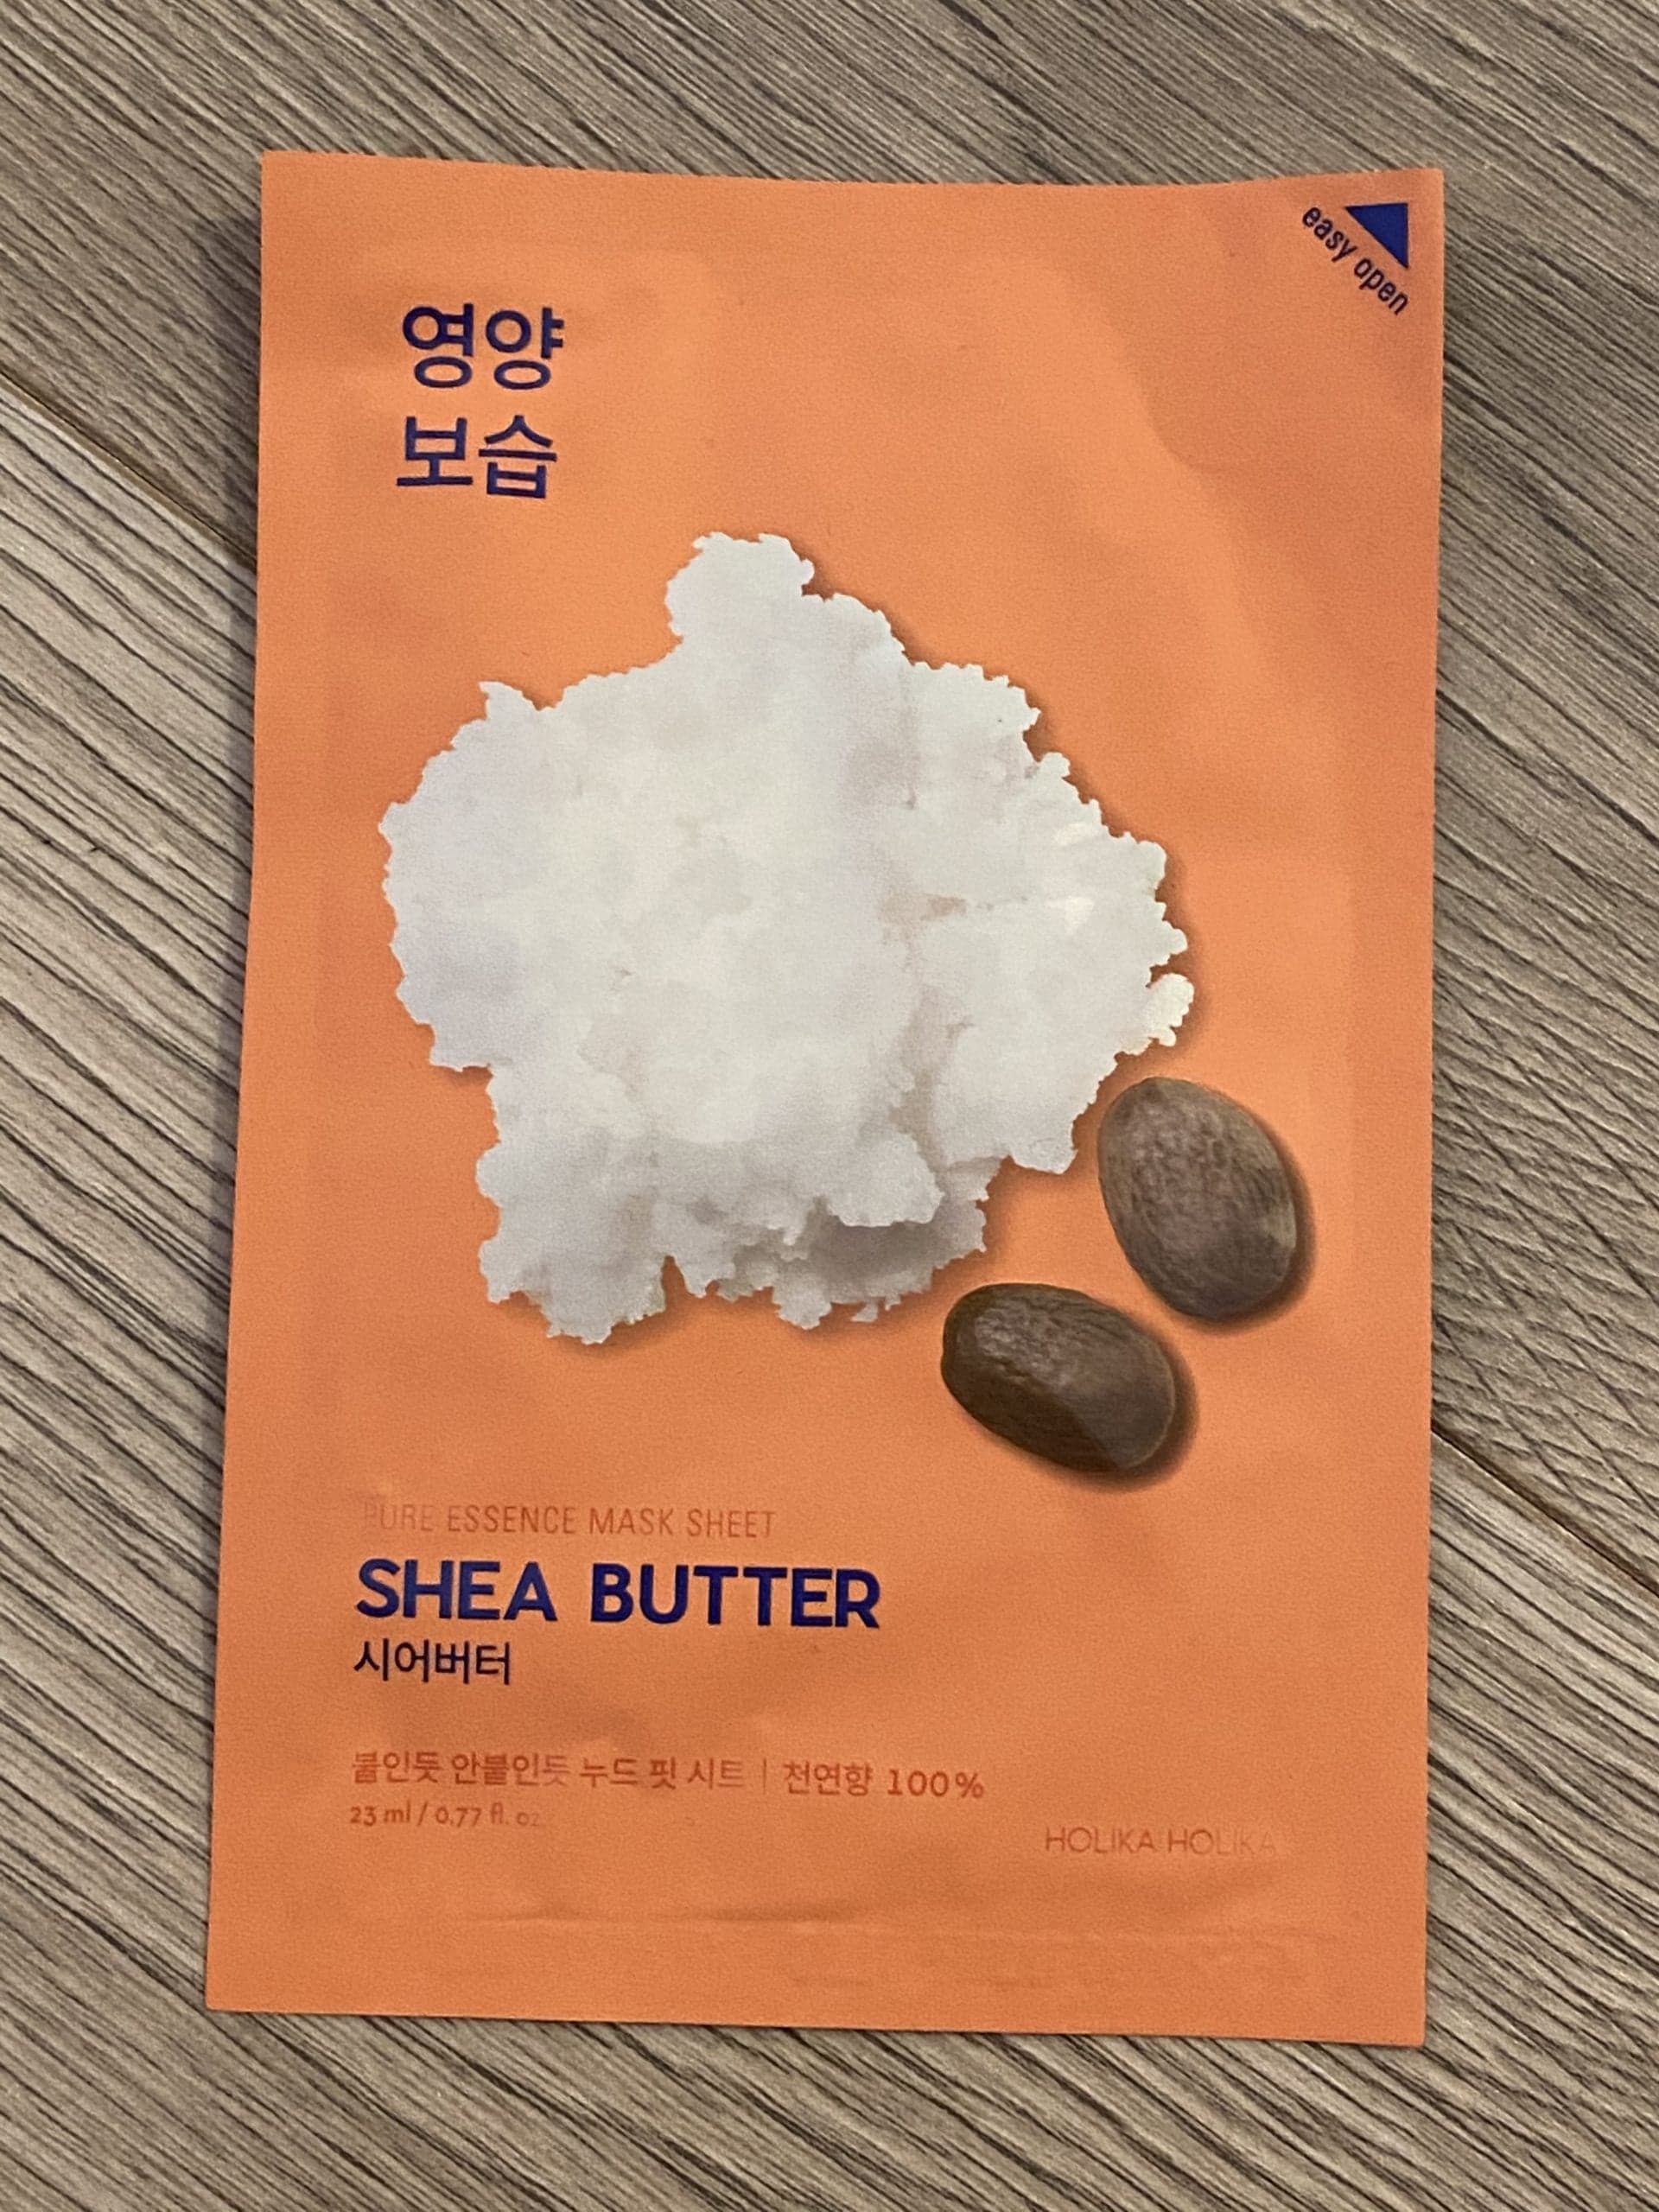 easy open
영양
보습
PURE ESSENCE MASK SHEET
SHEA BUTTER
시어버터
붙인듯 안붙인듯 누드 핏 시트 | 천연향 100%
23 ml / 0.77 fl. oz.
HOLIKA HOLIKA